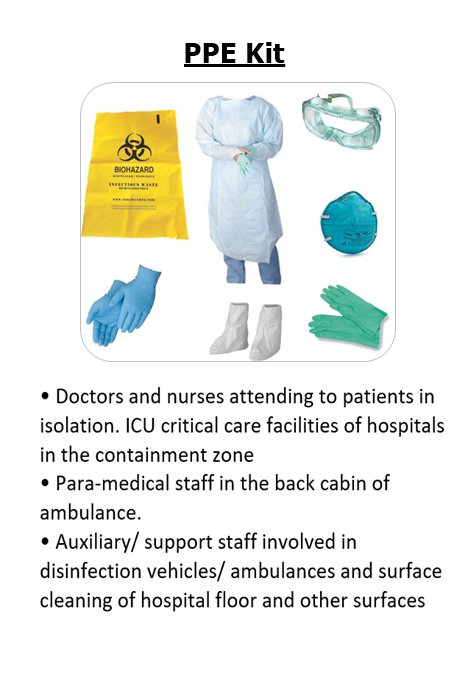 PPE Kit
BIOHAZARD
INFECTIOUS WASTE
• Doctors and nurses attending to patients in
isolation. ICU critical care facilities of hospitals
in the containment zone
• Para-medical staff in the back cabin of
ambulance.
• Auxiliary/ support staff involved in
disinfection vehicles/ ambulances and surface
cleaning of hospital floor and other surfaces